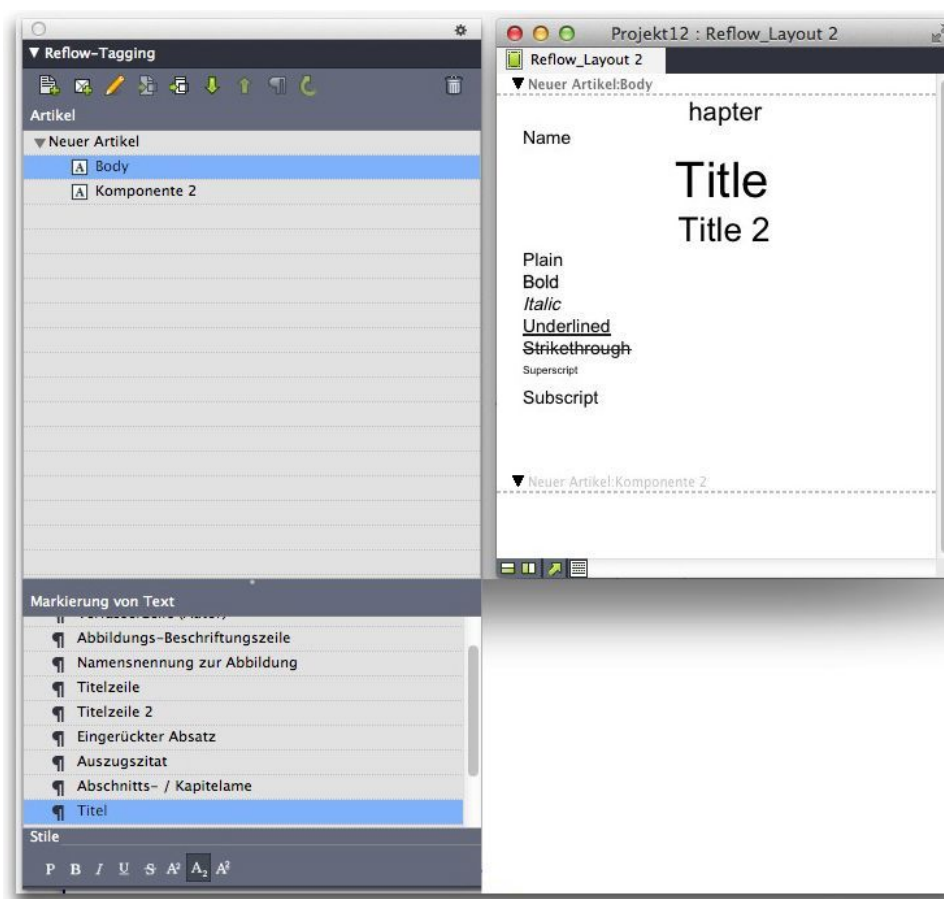 Reflow-Tagging
Artikel
Neuer Artikel
A Body
A Komponente 2
Markierung von Text
¶ Abbildungs-Beschriftungszeile
¶ Namensnennung zur Abbildung
¶ Titelzeile
¶ Titelzeile 2
¶ Eingerückter Absatz
¶ Auszugszitat
¶ Abschnitts- / Kapitelame
¶ Titel
Stile
P B I U S A² A₂ A²
Projekt12 : Reflow_Layout 2
Reflow_Layout 2
Neuer Artikel:Body
hapter
Name
Title
Title 2
Plain
Bold
Italic
Underlined
Strikethrough
Superscript
Subscript
Neuer Artikel:Komponente 2